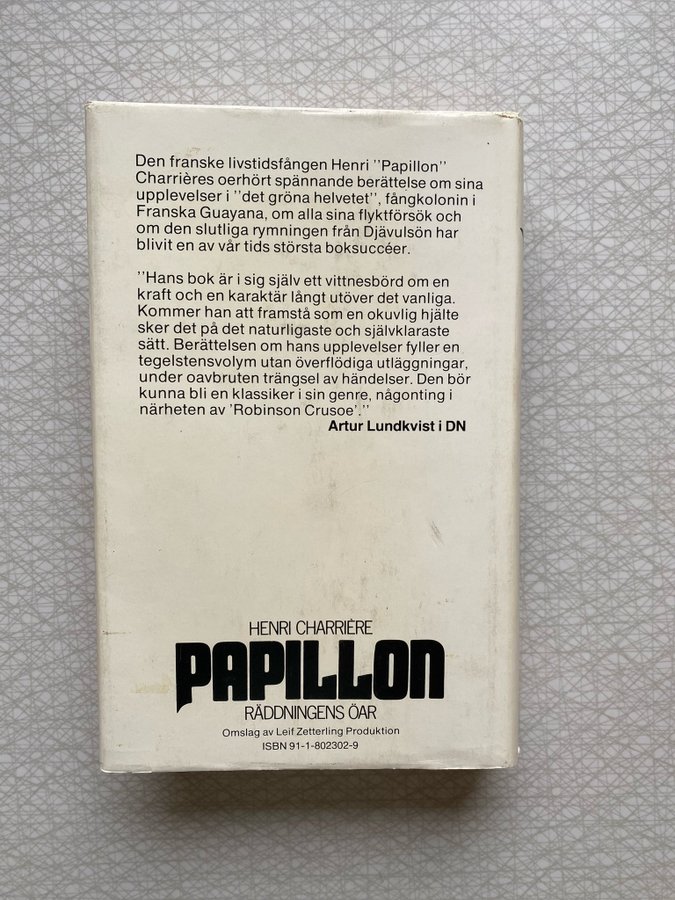 Den franske livstidsfången Henri ''Papillon''
Charrières oerhört spännande berättelse om sina
upplevelser i ''det gröna helvetet'', fångkolonin i
Franska Guayana, om alla sina flyktförsök och
om den slutliga rymningen från Djävulsön har
blivit en av vår tids största boksuccéer.
''Hans bok är i sig själv ett vittnesbörd om en
kraft och en karaktär långt utöver det vanliga.
Kommer han att framstå som en okuvlig hjälte
sker det på det naturligaste och självklaraste
sätt. Berättelsen om hans upplevelser fyller en
tegelstensvolym utan överflödiga utläggningar,
under oavbruten trängsel av händelser. Den bör
kunna bli en klassiker i sin genre, någonting i
närheten av 'Robinson Crusoe'.''
Artur Lundkvist i DN
HENRI CHARRIÈRE
PAPILLON
RÄDDNINGENS ÖAR
Omslag av Leif Zetterling Produktion
ISBN 91-1-802302-9